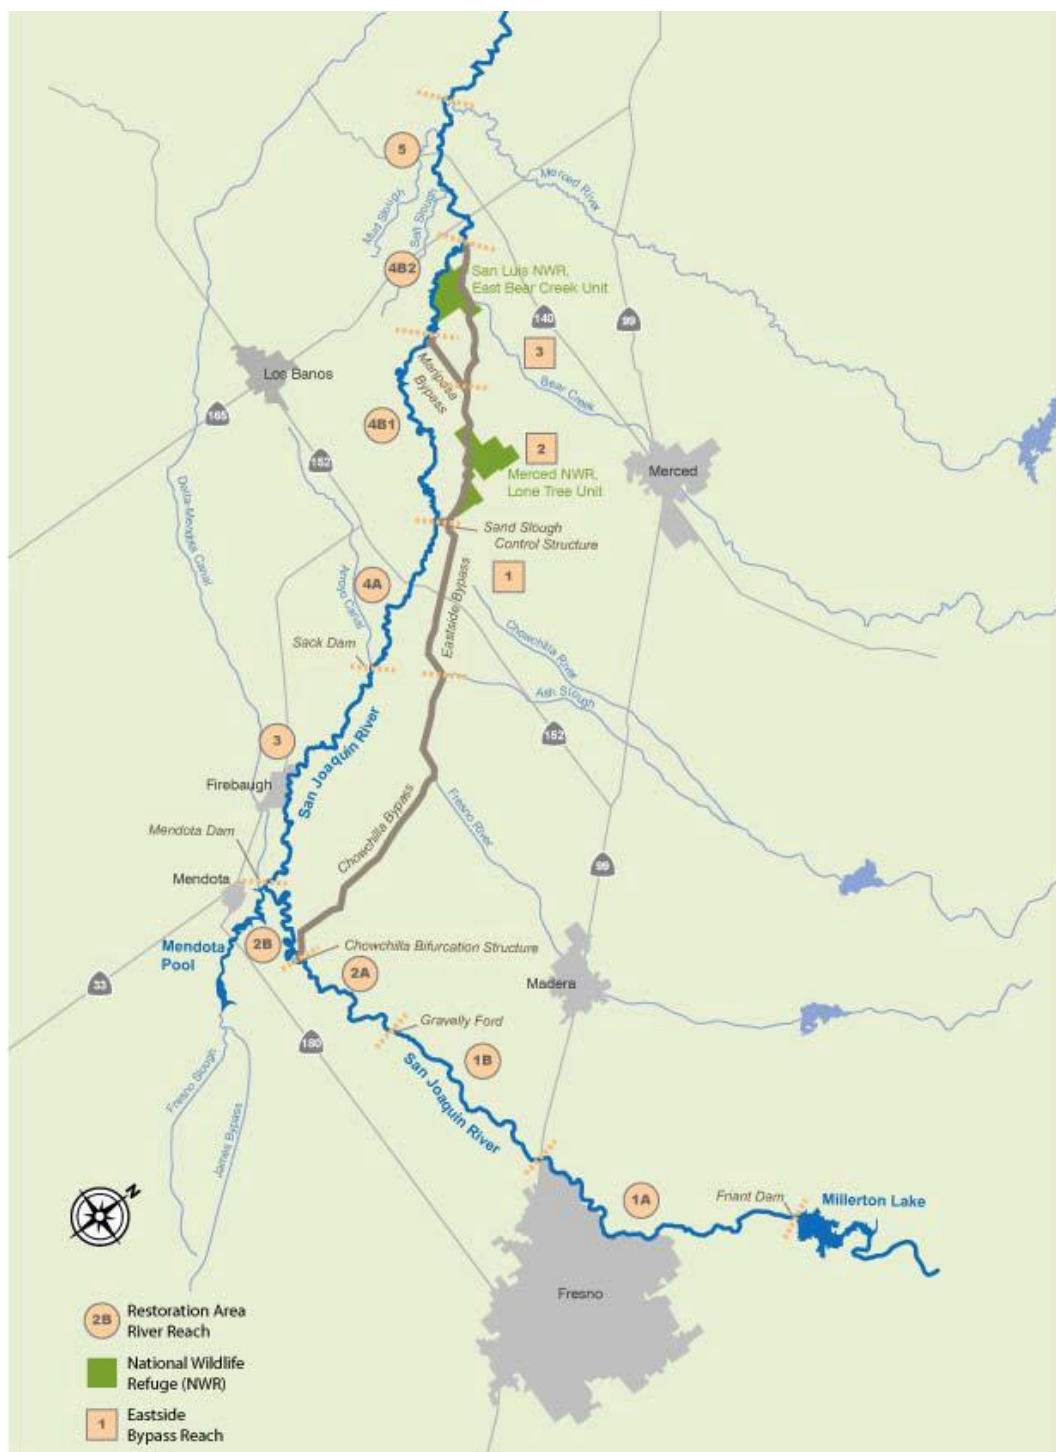 5
Merced River
Mud Slough
Salt Slough
4B2
San Luis NWR,
East Bear Creek Unit
140
99
3
Mariposa
Bypass
Los Banos
Bear Creek
165
4B1
2
152
Merced
Merced NWR,
Lone Tree Unit
Delta-Mendota Canal
Sand Slough
Control Structure
4A
1
Arroyo Canal
Eastside Bypass
Chowchilla River
Sack Dam
Ash Slough
3
San Joaquin River
152
Firebaugh
Chowchilla Bypass
Fresno River
Mendota Dam
99
Mendota
Mendota
Pool
2B
Chowchilla Bifurcation Structure
2A
33
Madera
Gravelly Ford
180
1B
San Joaquin River
Fresno Slough
James Bypass
N
1A
Friant Dam
Millerton Lake
Fresno
2B
Restoration Area
River Reach
National Wildlife
Refuge (NWR)
1
Eastside
Bypass Reach